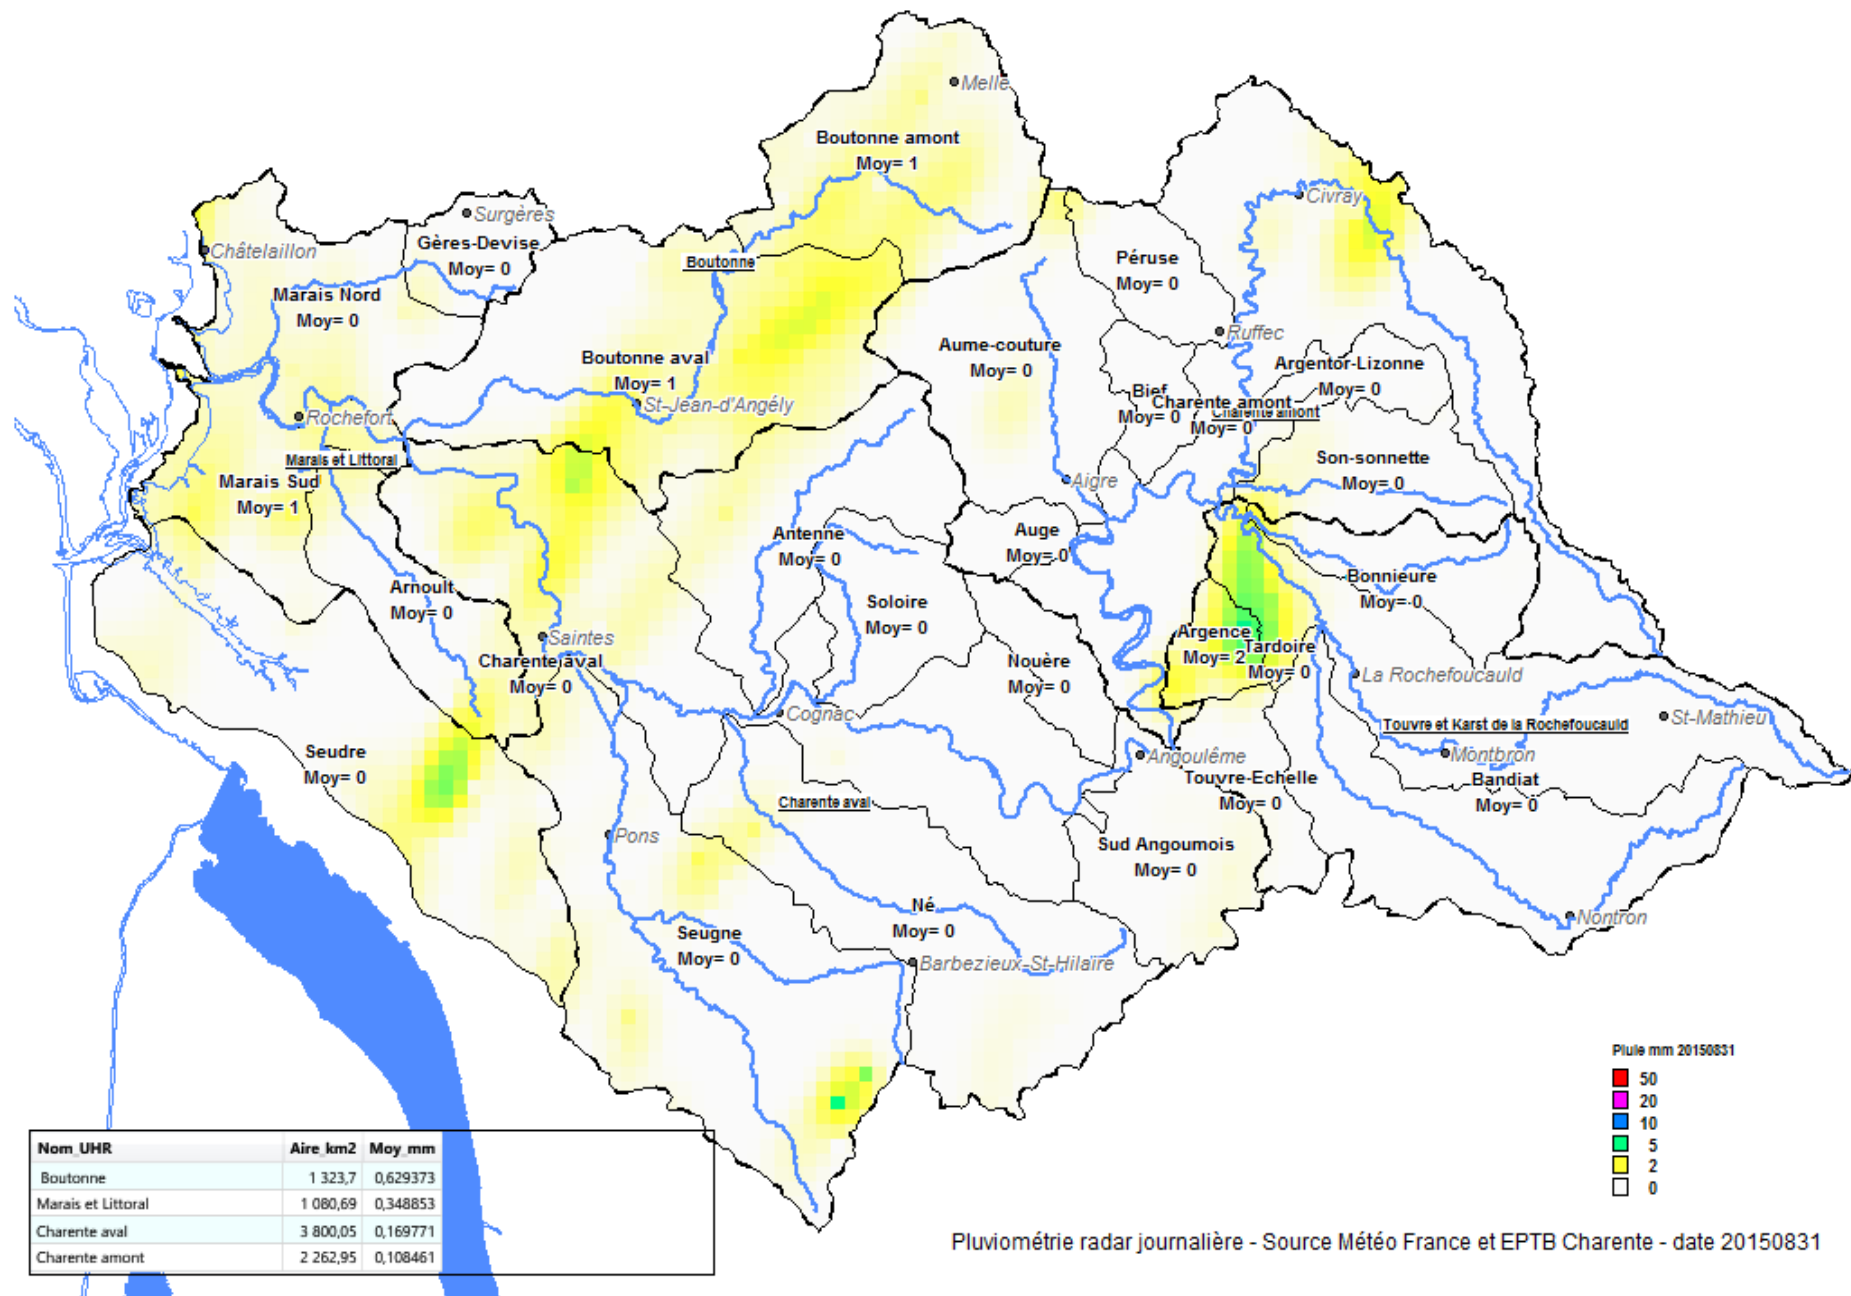 Melle
Boutonne amont
Moy= 1
Civray
Surgères
Châtelaillon
Gères-Devise
Moy= 0
Boutonne
Péruse
Moy= 0
Marais Nord
Moy= 0
Ruffec
Boutonne aval
Moy= 1
Aume-couture
Moy= 0
Argentor-Lizonne
Moy= 0
Bief
Moy= 0
Charente amont
Moy= 0
Charente amont
St-Jean-d'Angély
Rochefort
Marais et Littoral
Marais Sud
Moy= 1
Son-sonnette
Moy= 0
Aigre
Antenne
Moy= 0
Auge
Moy= 0
Arnoult
Moy= 0
Bonnieure
Moy= 0
Soloire
Moy= 0
Saintes
Argence
Moy= 2
Tardoire
Moy= 0
Charente aval
Moy= 0
Nouère
Moy= 0
La Rochefoucauld
Cognac
Touvre et Karst de la Rochefoucauld
St-Mathieu
Seudre
Moy= 0
Angoulême
Montbron
Touvre-Echelle
Moy= 0
Bandiat
Moy= 0
Charente aval
Pons
Sud Angoumois
Moy= 0
Né
Moy= 0
Nontron
Seugne
Moy= 0
Barbezieux-St-Hilaire
Pluie mm 20150831
50
20
10
5
2
0
Nom_UHR Aire_km2 Moy_mm
Boutonne 1 323,7 0,629373
Marais et Littoral 1 080,69 0,348853
Charente aval 3 800,05 0,169771
Charente amont 2 262,95 0,108461
Pluviométrie radar journalière - Source Météo France et EPTB Charente - date 20150831